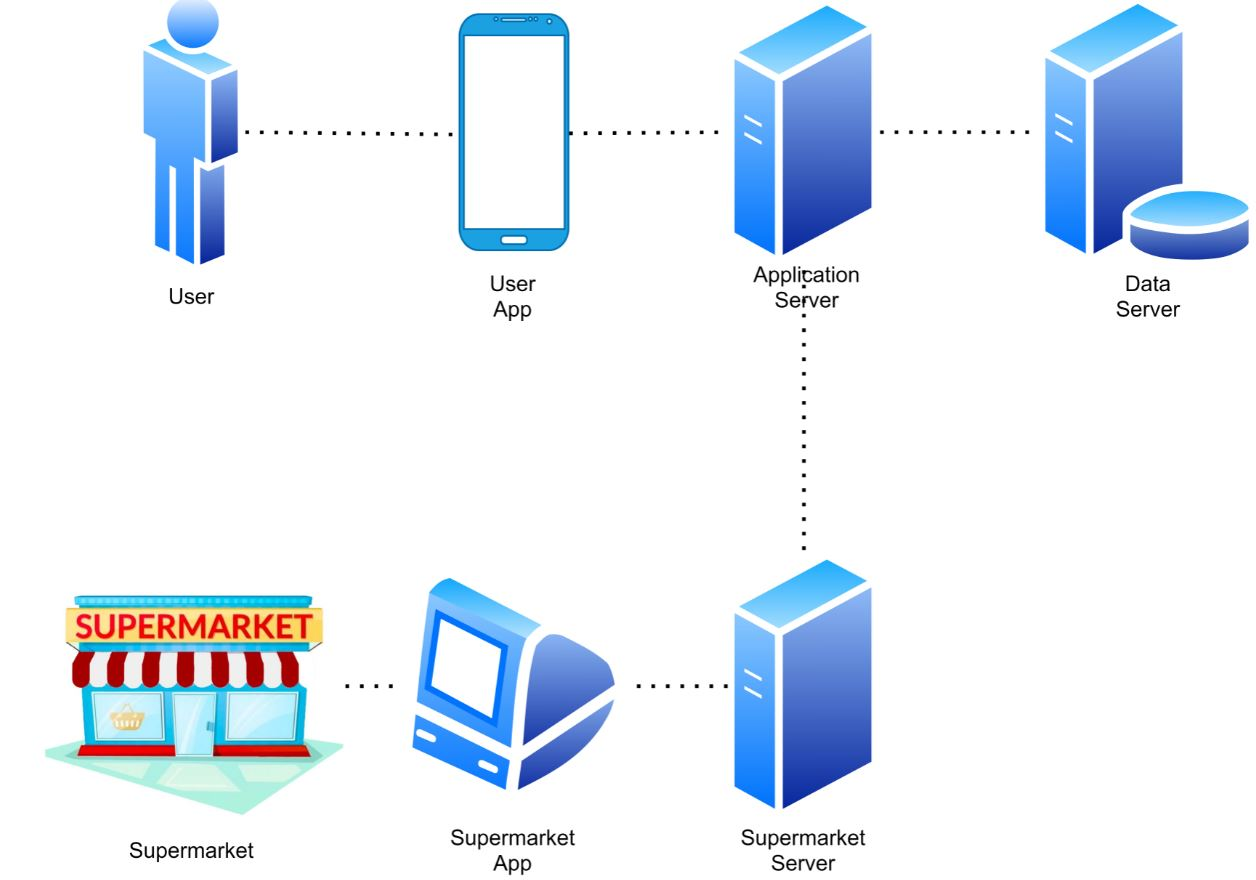 User
User
App
Application
Server
Data
Server
SUPERMARKET
Supermarket
Supermarket
App
Supermarket
Server